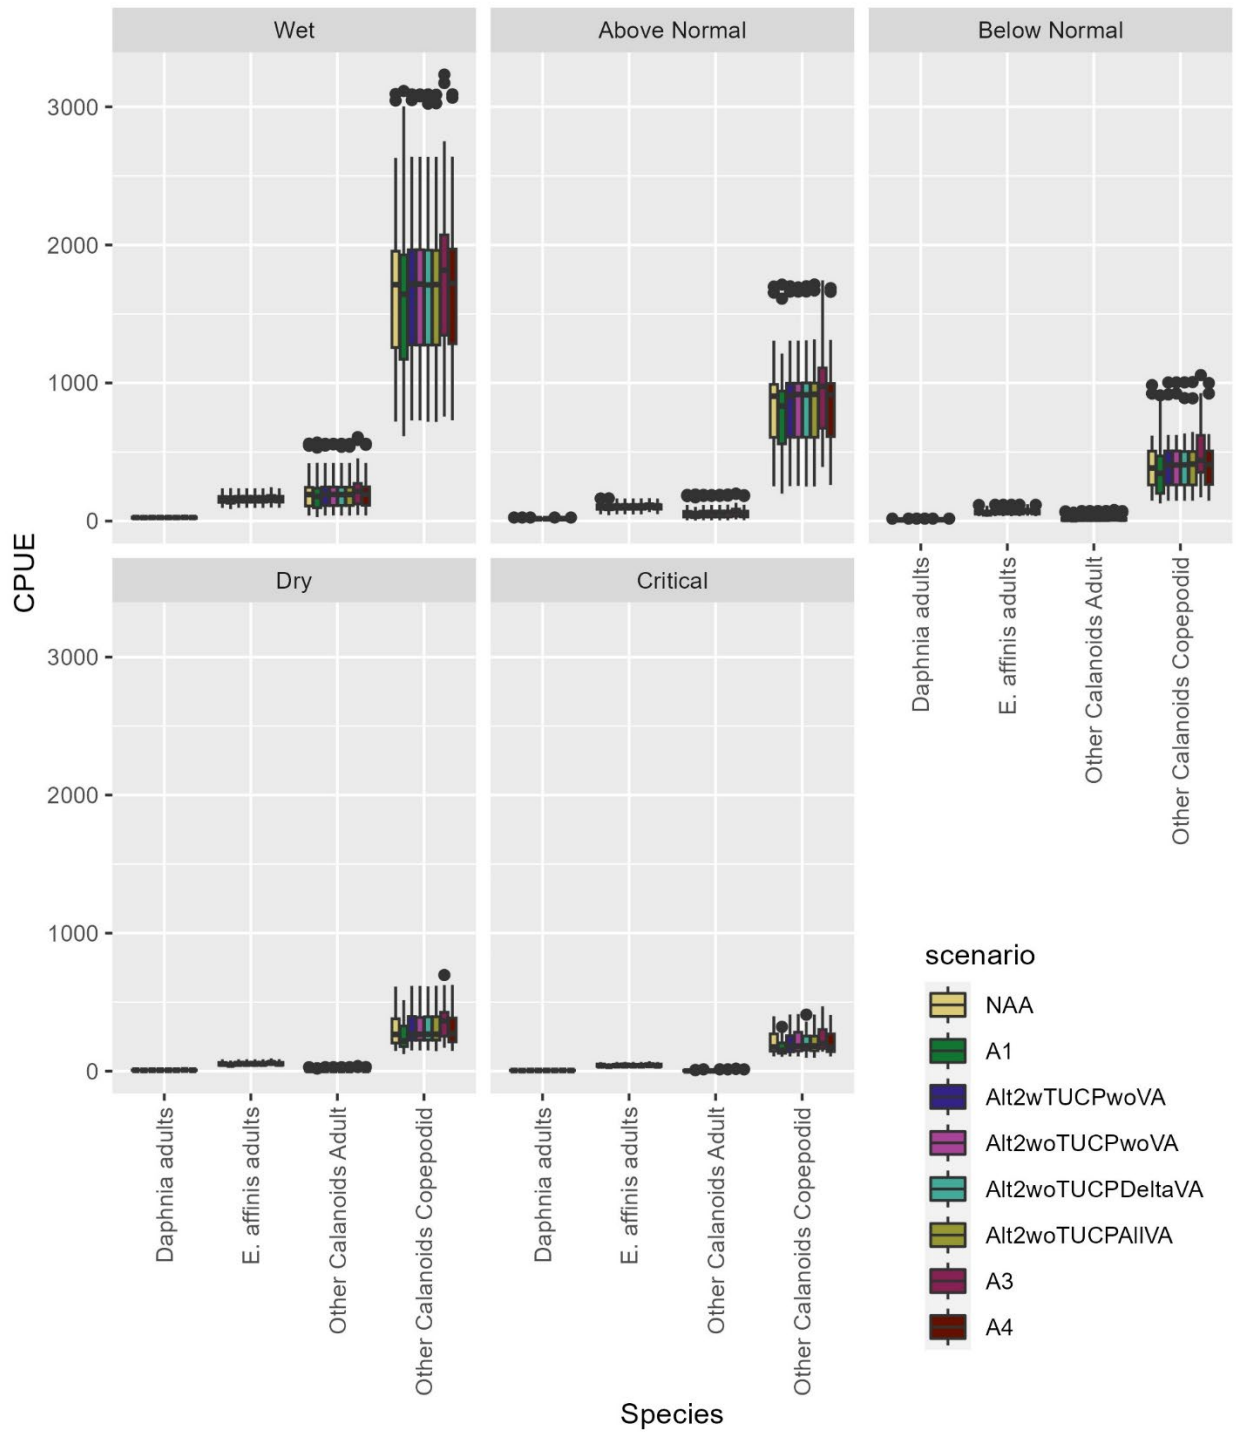 Wet
Above Normal
Below Normal
3000
2000
1000
0
CPUE
Dry
Critical
3000
2000
1000
0
Daphnia adults
E. affinis adults
Other Calanoids Adult
Other Calanoids Copepodid
Daphnia adults
E. affinis adults
Other Calanoids Adult
Other Calanoids Copepodid
Daphnia adults
E. affinis adults
Other Calanoids Adult
Other Calanoids Copepodid
Species
scenario
NAA
A1
Alt2wTUCPwoVA
Alt2woTUCPwoVA
Alt2woTUCPDeltaVA
Alt2woTUCPAllVA
A3
A4